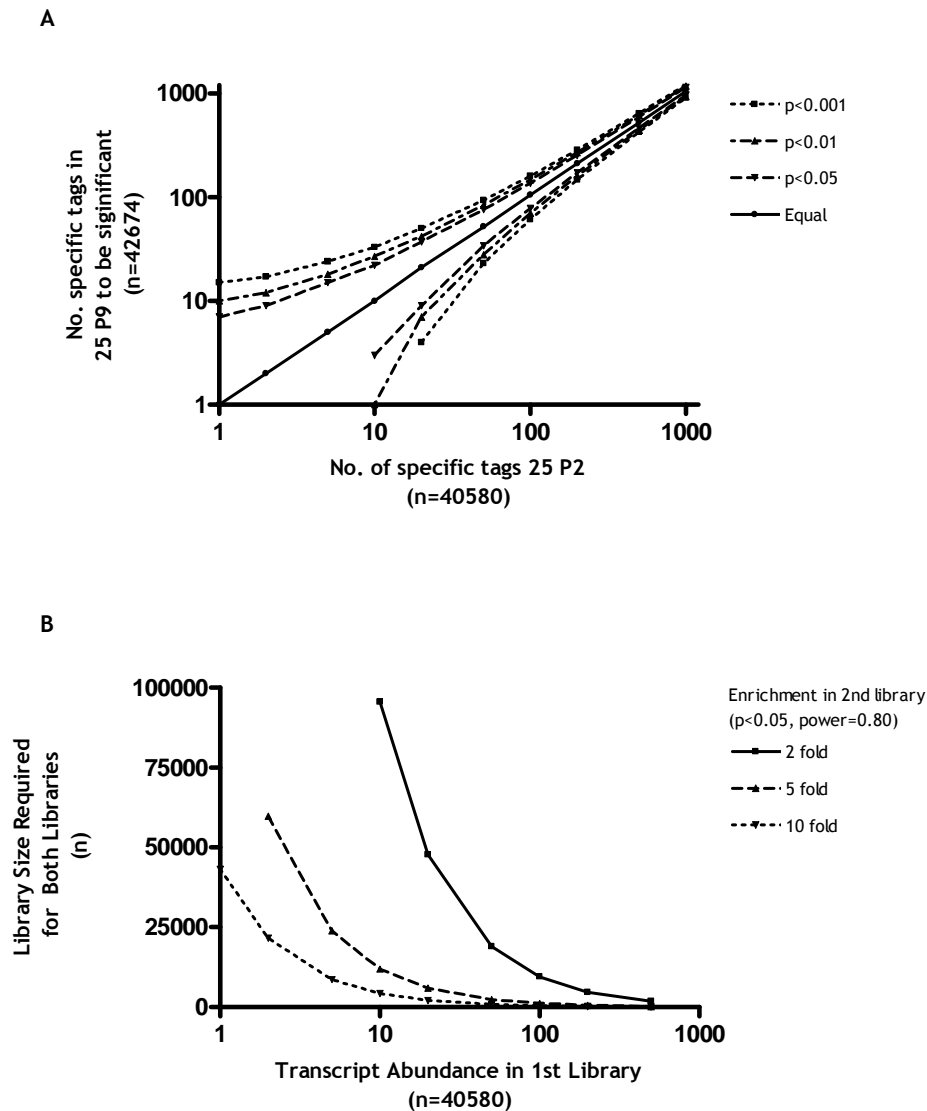 A
No. specific tags in
25 P9 to be siginificant
(n=42674)
1000
100
10
1
1
10
100
1000
No. of specific tags 25 P2
(n=40580)
p<0.001
p<0.01
p<0.05
Equal
B
Library Size Required
for Both Libraries
(n)
100000
75000
50000
25000
0
1
10
100
1000
Transcript Abundance in 1st Library
(n=40580)
Enrichment in 2nd library
(p<0.05, power=0.80)
2 fold
5 fold
10 fold